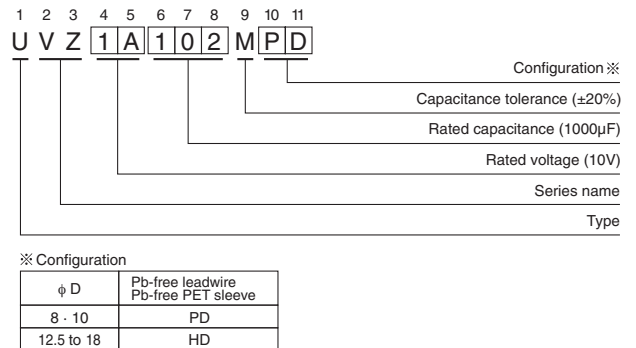 1 2 3 4 5 6 7 8 9 10 11
U V Z 1 A 1 0 2 M P D
Configuration※
Capacitance tolerance (±20%)
Rated capacitance (1000µF)
Rated voltage (10V)
Series name
Type
※Configuration
ϕ D
Pb-free leadwire
Pb-free PET sleeve
8 · 10 PD
12.5 to 18 HD